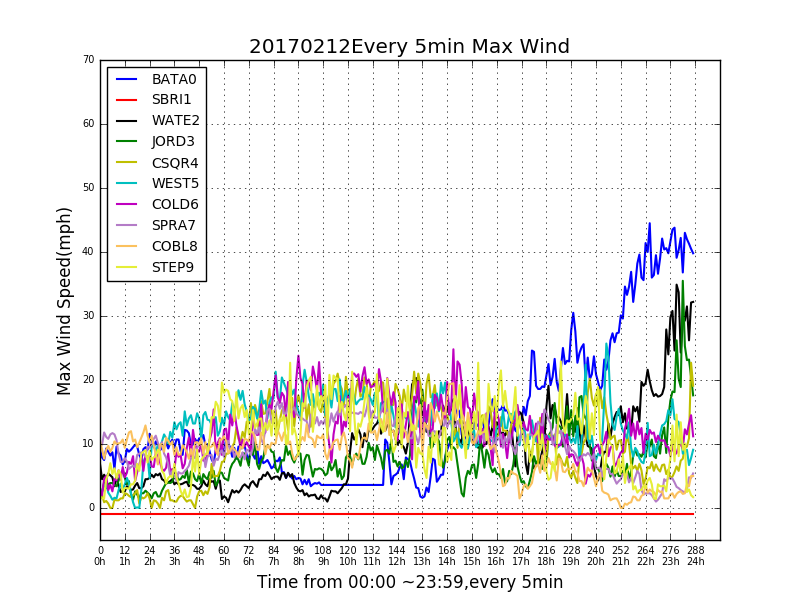 20170212Every 5min Max Wind
70
60
50
40
30
20
10
0
Max Wind Speed(mph)
BATA0
SBRI1
WATE2
JORD3
CSQR4
WEST5
COLD6
SPRA7
COBL8
STEP9
0 12 24 36 48 60 72 84 96 108 120 132 144 156 168 180 192 204 216 228 240 252 264 276 288
0h 1h 2h 3h 4h 5h 6h 7h 8h 9h 10h 11h 12h 13h 14h 15h 16h 17h 18h 19h 20h 21h 22h 23h 24h
Time from 00:00 ~23:59,every 5min